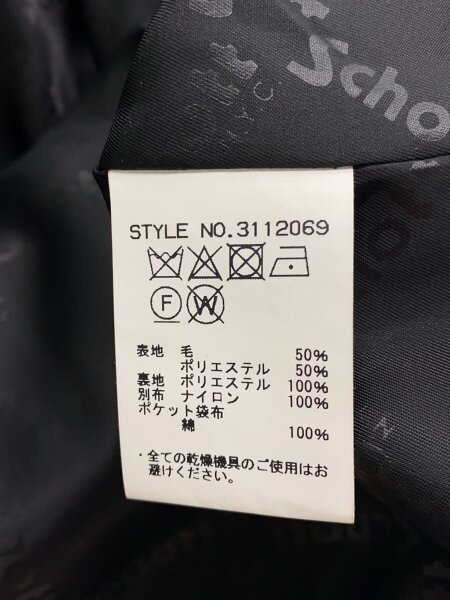 Scho
NYC
STYLE NO.3112069
F W
表地 毛 50%
ポリエステル 50%
裏地 ポリエステル 100%
別布 ナイロン 100%
ポケット袋布
綿 100%
・全ての乾燥機具のご使用はお
避けください。